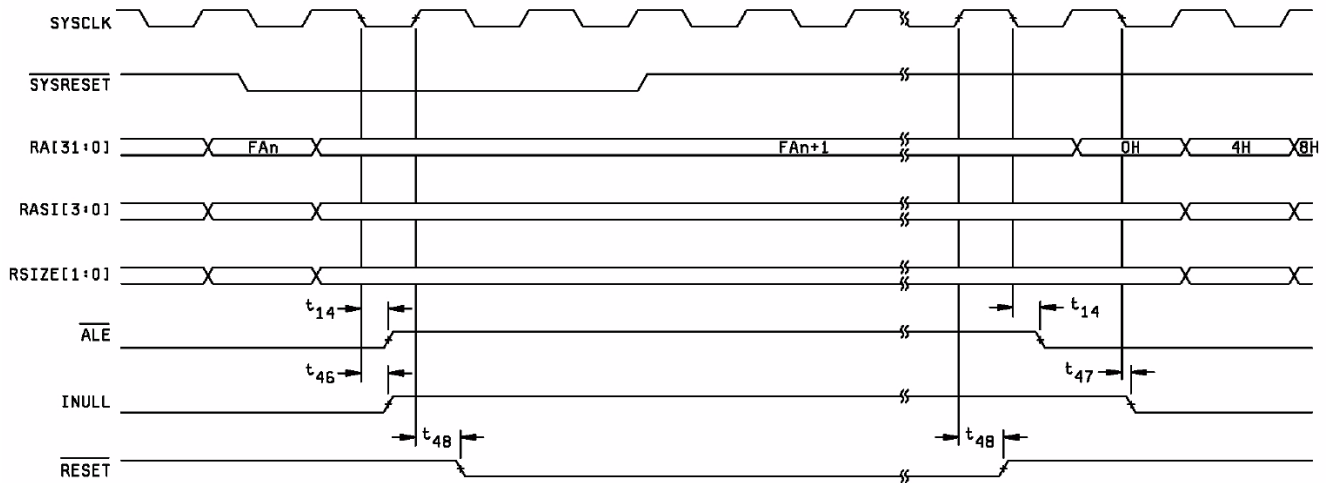 SYSCLK
SYSRESET
RA[31:0] FAn FAn+1 0H 4H 8H
RASI[3:0]
RSIZE[1:0]
t14 t14
ALE
t46 t47
INULL
t48 t48
RESET